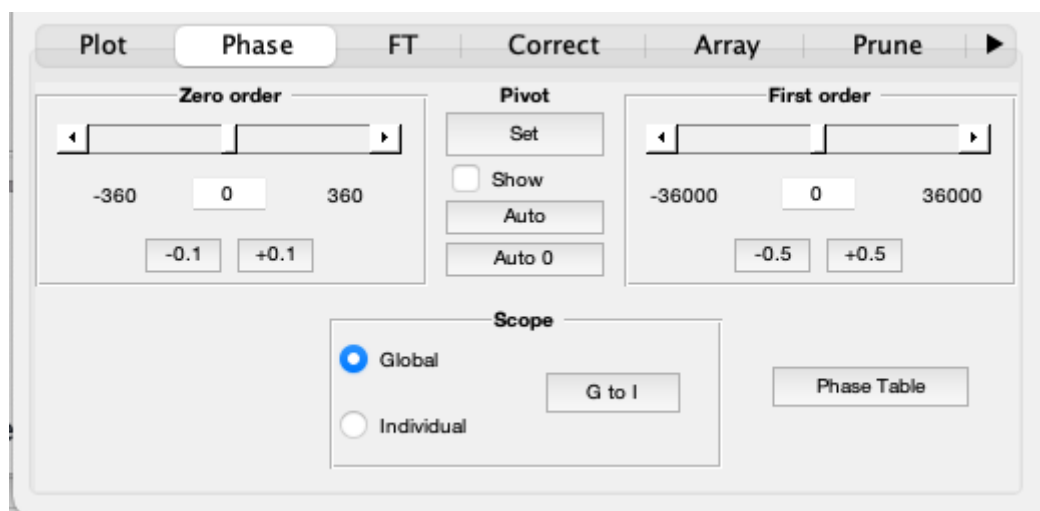 Plot Phase FT Correct Array Prune
Zero order
-360 0 360
-0.1 +0.1
Pivot
Set
Show
Auto
Auto 0
First order
-36000 0 36000
-0.5 +0.5
Scope
Global
G to I
Individual
Phase Table